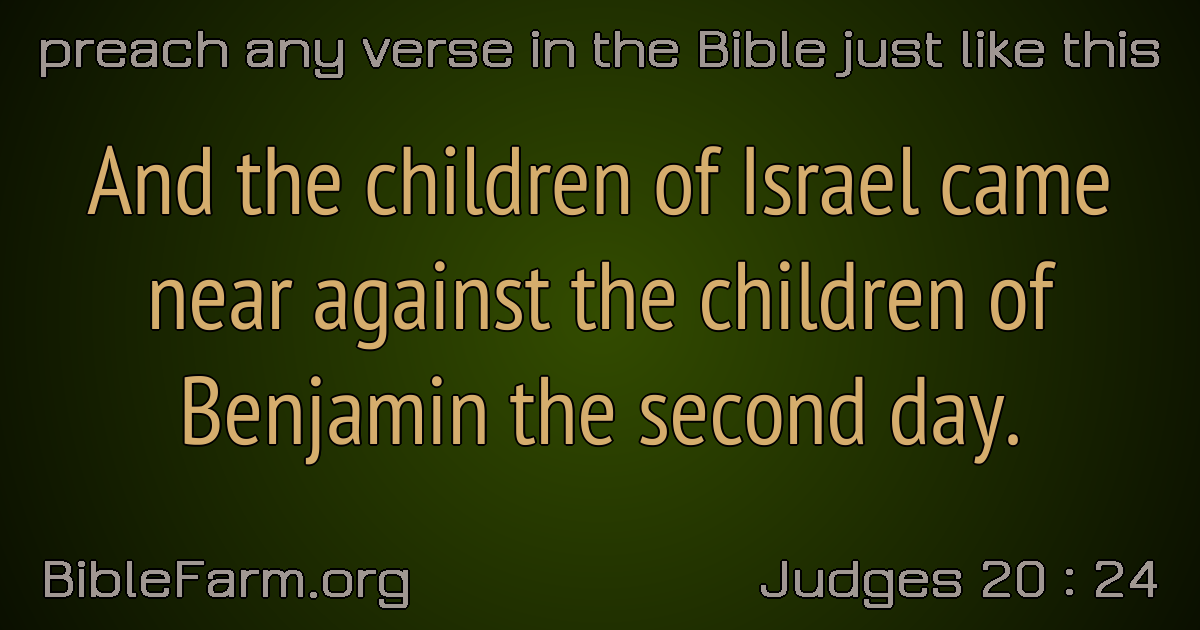 preach any verse in the Bible just like this
And the children of Israel came
near against the children of
Benjamin the second day.
BibleFarm.org
Judges 20 : 24